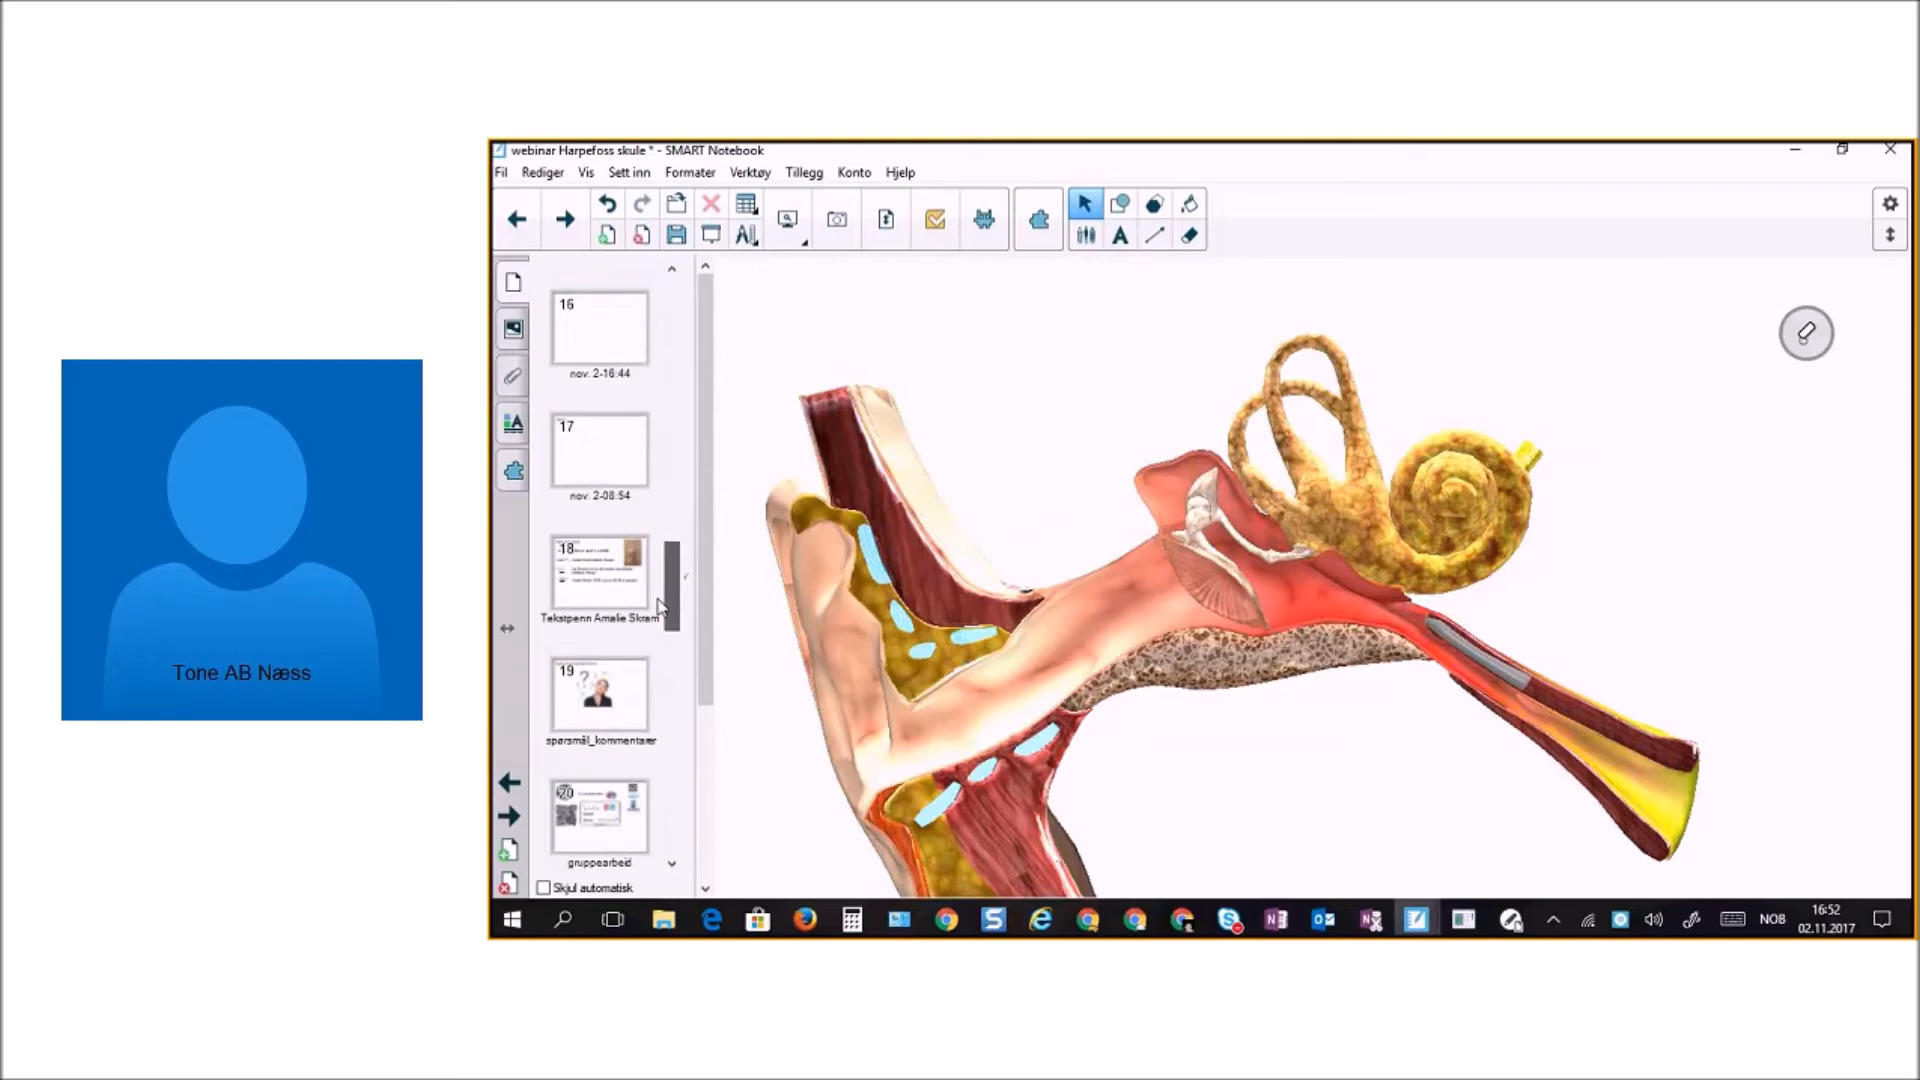 webinar Harpefoss skule * - SMART Notebook
Fil Rediger Vis Sett inn Formater Verktøy Tillegg Konto Hjelp
16
nov. 2-16:44
17
nov. 2-08:54
18
Tekstpenn Amalie Skram
19
spørsmål_kommentarer
20
gruppearbeid
Skjul automatisk
Tone AB Næss
NOB
16:52
02.11.2017